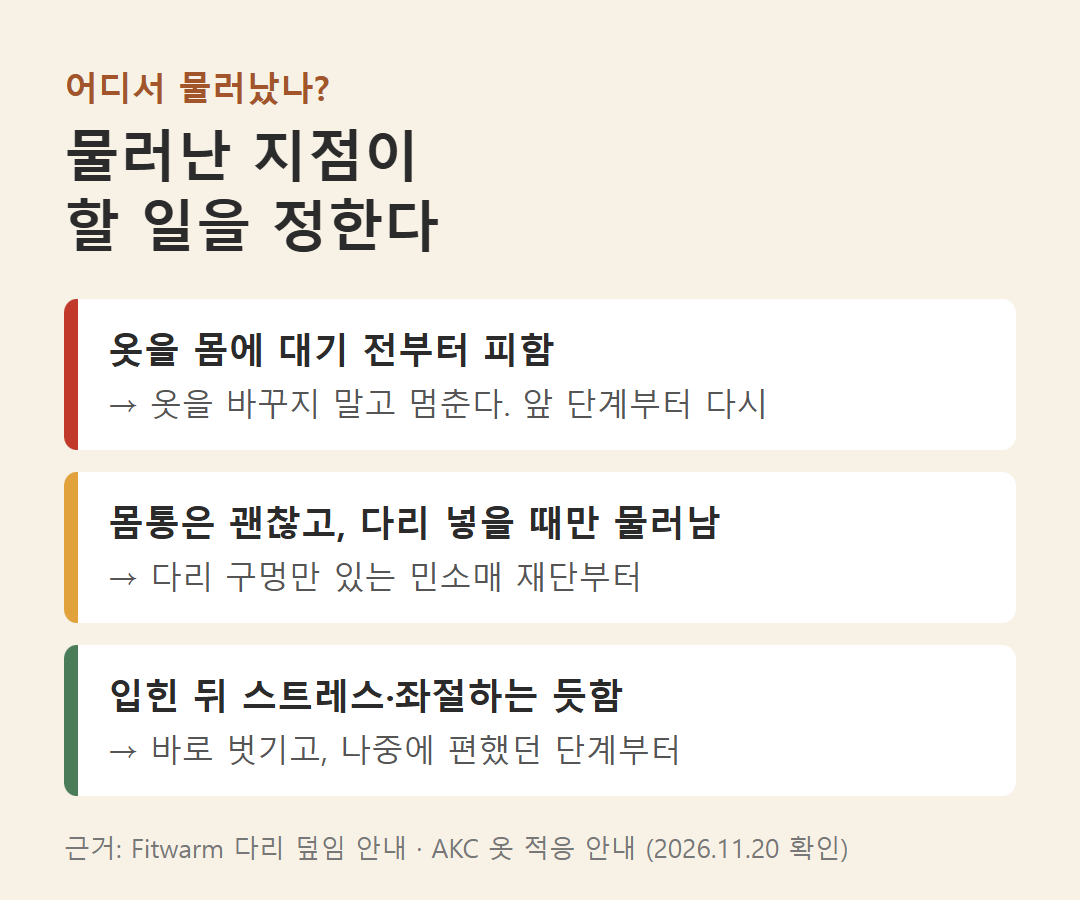 어디서 물러났나?
물러난 지점이
할 일을 정한다
옷을 몸에 대기 전부터 피함
→ 옷을 바꾸지 말고 멈춘다. 앞 단계부터 다시
몸통은 괜찮고, 다리 넣을 때만 물러남
→ 다리 구멍만 있는 민소매 재단부터
입힌 뒤 스트레스·좌절하는 듯함
→ 바로 벗기고, 나중에 편했던 단계부터
근거: Fitwarm 다리 덮임 안내 · AKC 옷 적응 안내 (2026.11.20 확인)